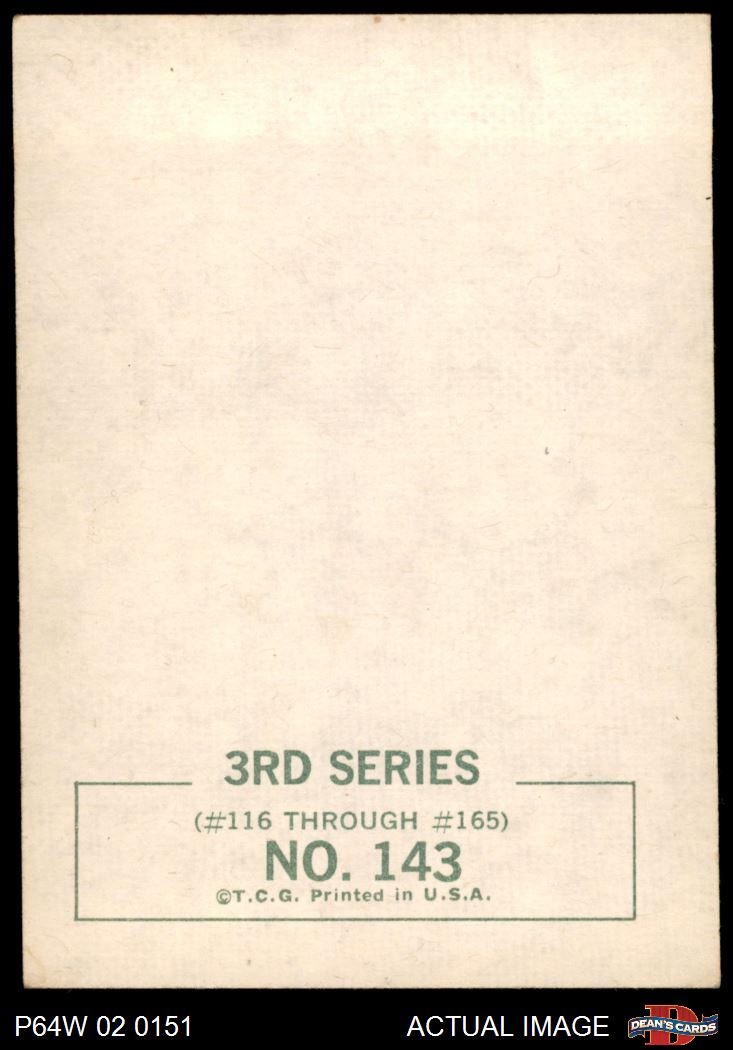 3RD SERIES
(#116 THROUGH #165)
NO. 143
©T.C.G. Printed in U.S.A.
P64W 02 0151
ACTUAL IMAGE
DEAN'S CARDS